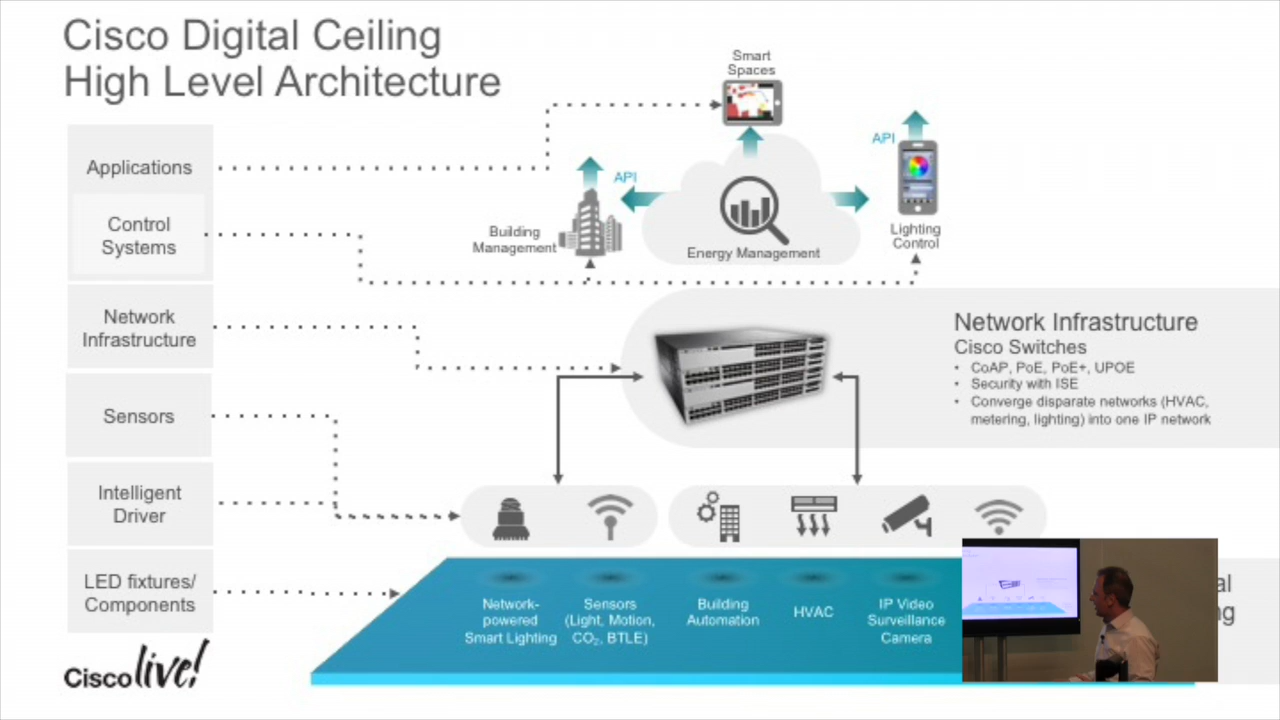 Cisco Digital Ceiling
High Level Architecture
Applications
Control
Systems
Network
Infrastructure
Sensors
Intelligent
Driver
LED fixtures/
Components
Smart
Spaces
API
API
Building
Management
Energy Management
Lighting
Control
Network Infrastructure
Cisco Switches
• CoAP, PoE, PoE+, UPOE
• Security with ISE
• Converge disparate networks (HVAC,
metering, lighting) into one IP network
Network-
powered
Smart Lighting
Sensors
(Light, Motion,
CO₂, BTLE)
Building
Automation
HVAC
IP Video
Surveillance
Camera
Cisco live!